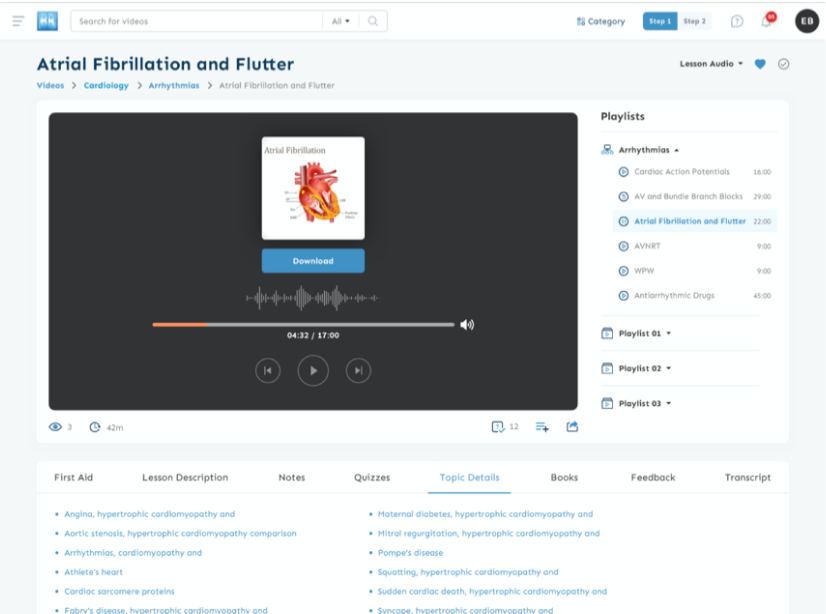 Search for videos
All
Category
Step 1
Step 2
EB
Atrial Fibrillation and Flutter
Lesson Audio
Videos > Cardiology > Arrhythmias > Atrial Fibrillation and Flutter
Atrial Fibrillation
Download
04:32 / 17:00
3
42m
12
Playlists
Arrhythmias
Cardiac Action Potentials 16:00
AV and Bundle Branch Blocks 29:00
Atrial Fibrillation and Flutter 22:00
AVNRT 9:00
WPW 9:00
Antiarrhythmic Drugs 45:00
Playlist 01
Playlist 02
Playlist 03
First Aid
Lesson Description
Notes
Quizzes
Topic Details
Books
Feedback
Transcript
• Angina, hypertrophic cardiomyopathy and
• Aortic stenosis, hypertrophic cardiomyopathy comparison
• Arrhythmias, cardiomyopathy and
• Athlete's heart
• Cardiac sarcomere proteins
• Fabry's disease, hypertrophic cardiomyopathy and
• Maternal diabetes, hypertrophic cardiomyopathy and
• Mitral regurgitation, hypertrophic cardiomyopathy and
• Pompe's disease
• Squatting, hypertrophic cardiomyopathy and
• Sudden cardiac death, hypertrophic cardiomyopathy and
• Syncope, hypertrophic cardiomyopathy and